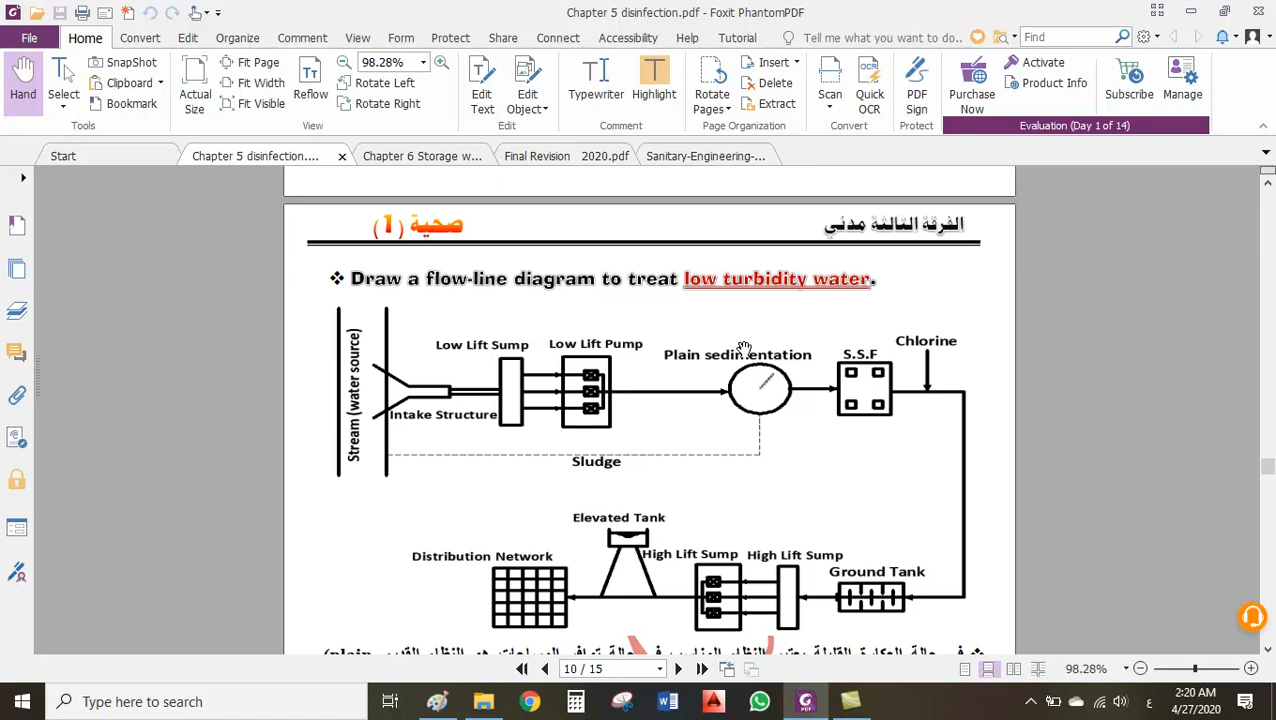 Chapter 5 disinfection.pdf - Foxit PhantomPDF
File Home Convert Edit Organize Comment View Form Protect Share Connect Accessibility Help Tutorial Tell me what you want to do.. Find
Hand Select SnapShot Clipboard Bookmark
Actual Size Fit Page Fit Width Fit Visible Reflow 98.28% Rotate Left Rotate Right
Edit Text Edit Object Typewriter Highlight
Rotate Pages Insert Delete Extract
Scan Quick OCR PDF Sign
Purchase Now Activate Product Info Subscribe Manage
Tools View Edit Comment Page Organization Convert Protect Evaluation (Day 1 of 14)
Start Chapter 5 disinfection.... Chapter 6 Storage w... Final Revision 2020.pdf Sanitary-Engineering-...
الفرقة الثالثة مدني
صحية (1)
❖ Draw a flow-line diagram to treat low turbidity water.
Stream (water source)
Low Lift Sump
Low Lift Pump
Plain sedimentation
S.S.F
Chlorine
Intake Structure
Sludge
Elevated Tank
Distribution Network
High Lift Sump
High Lift Sump
Ground Tank
10 / 15
98.28%
Type here to search
ع
2:20 AM
4/27/2020